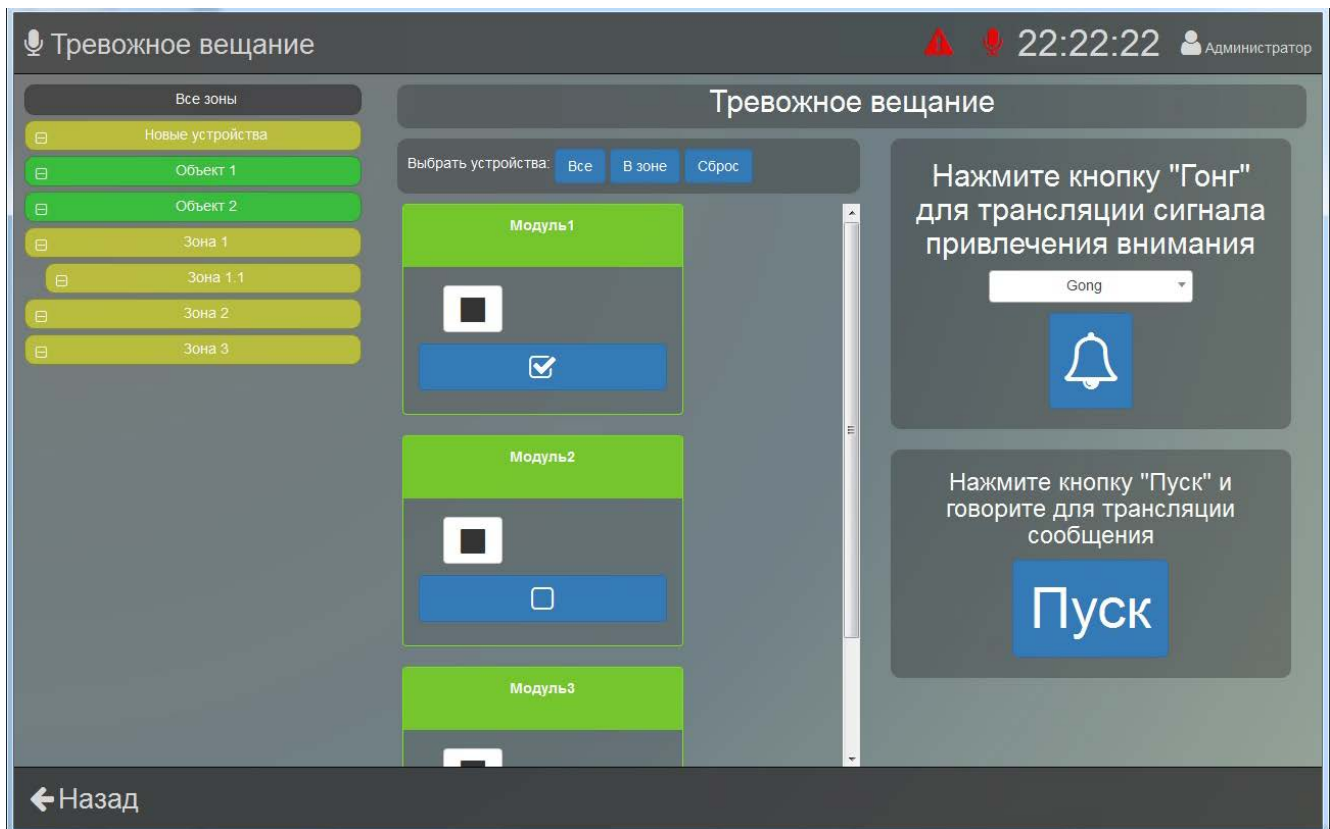 Тревожное вещание
22:22:22
Администратор
Все зоны
Новые устройства
Объект 1
Объект 2
Зона 1
Зона 1.1
Зона 2
Зона 3
Тревожное вещание
Выбрать устройства: Все В зоне Сброс
Модуль1
Модуль2
Модуль3
Нажмите кнопку "Гонг"
для трансляции сигнала
привлечения внимания
Gong
Нажмите кнопку "Пуск" и
говорите для трансляции
сообщения
Пуск
Назад